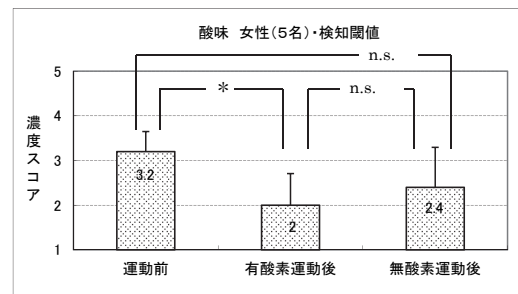 酸味 女性(5名)・検知閾値
n.s.
＊
n.s.
濃度スコア
5
4
3
2
1
3.2
2
2.4
運動前
有酸素運動後
無酸素運動後